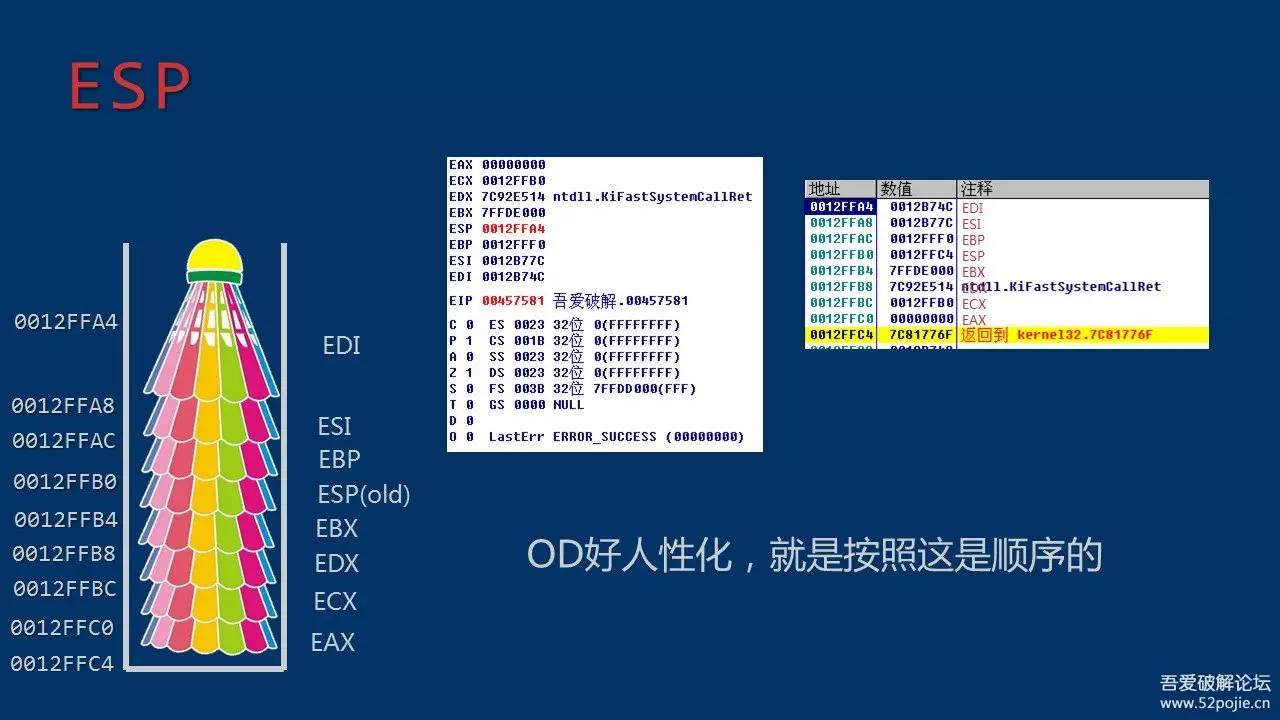 ESP
0012FFA4
0012FFA8
0012FFAC
0012FFB0
0012FFB4
0012FFB8
0012FFBC
0012FFC0
0012FFC4
EDI
ESI
EBP
ESP(old)
EBX
EDX
ECX
EAX
EAX 00000000
ECX 0012FFB0
EDX 7C92E514 ntdll.KiFastSystemCallRet
EBX 7FFDE000
ESP 0012FFA4
EBP 0012FFF0
ESI 0012B77C
EDI 0012B74C
EIP 00457581 吾爱破解.00457581
C 0 ES 0023 32位 0(FFFFFFFF)
P 1 CS 001B 32位 0(FFFFFFFF)
A 0 SS 0023 32位 0(FFFFFFFF)
Z 1 DS 0023 32位 0(FFFFFFFF)
S 0 FS 003B 32位 7FFDD000(FFF)
T 0 GS 0000 NULL
D 0
O 0 LastErr ERROR_SUCCESS (00000000)
地址 数值 注释
0012FFA4 0012B74C EDI
0012FFA8 0012B77C ESI
0012FFAC 0012FFF0 EBP
0012FFB0 0012FFC4 ESP
0012FFB4 7FFDE000 EBX
0012FFB8 7C92E514 EDX ntdll.KiFastSystemCallRet
0012FFBC 0012FFB0 ECX
0012FFC0 00000000 EAX
0012FFC4 7C81776F 返回到 kernel32.7C81776F
OD好人性化，就是按照这是顺序的
吾爱破解论坛
www.52pojie.cn